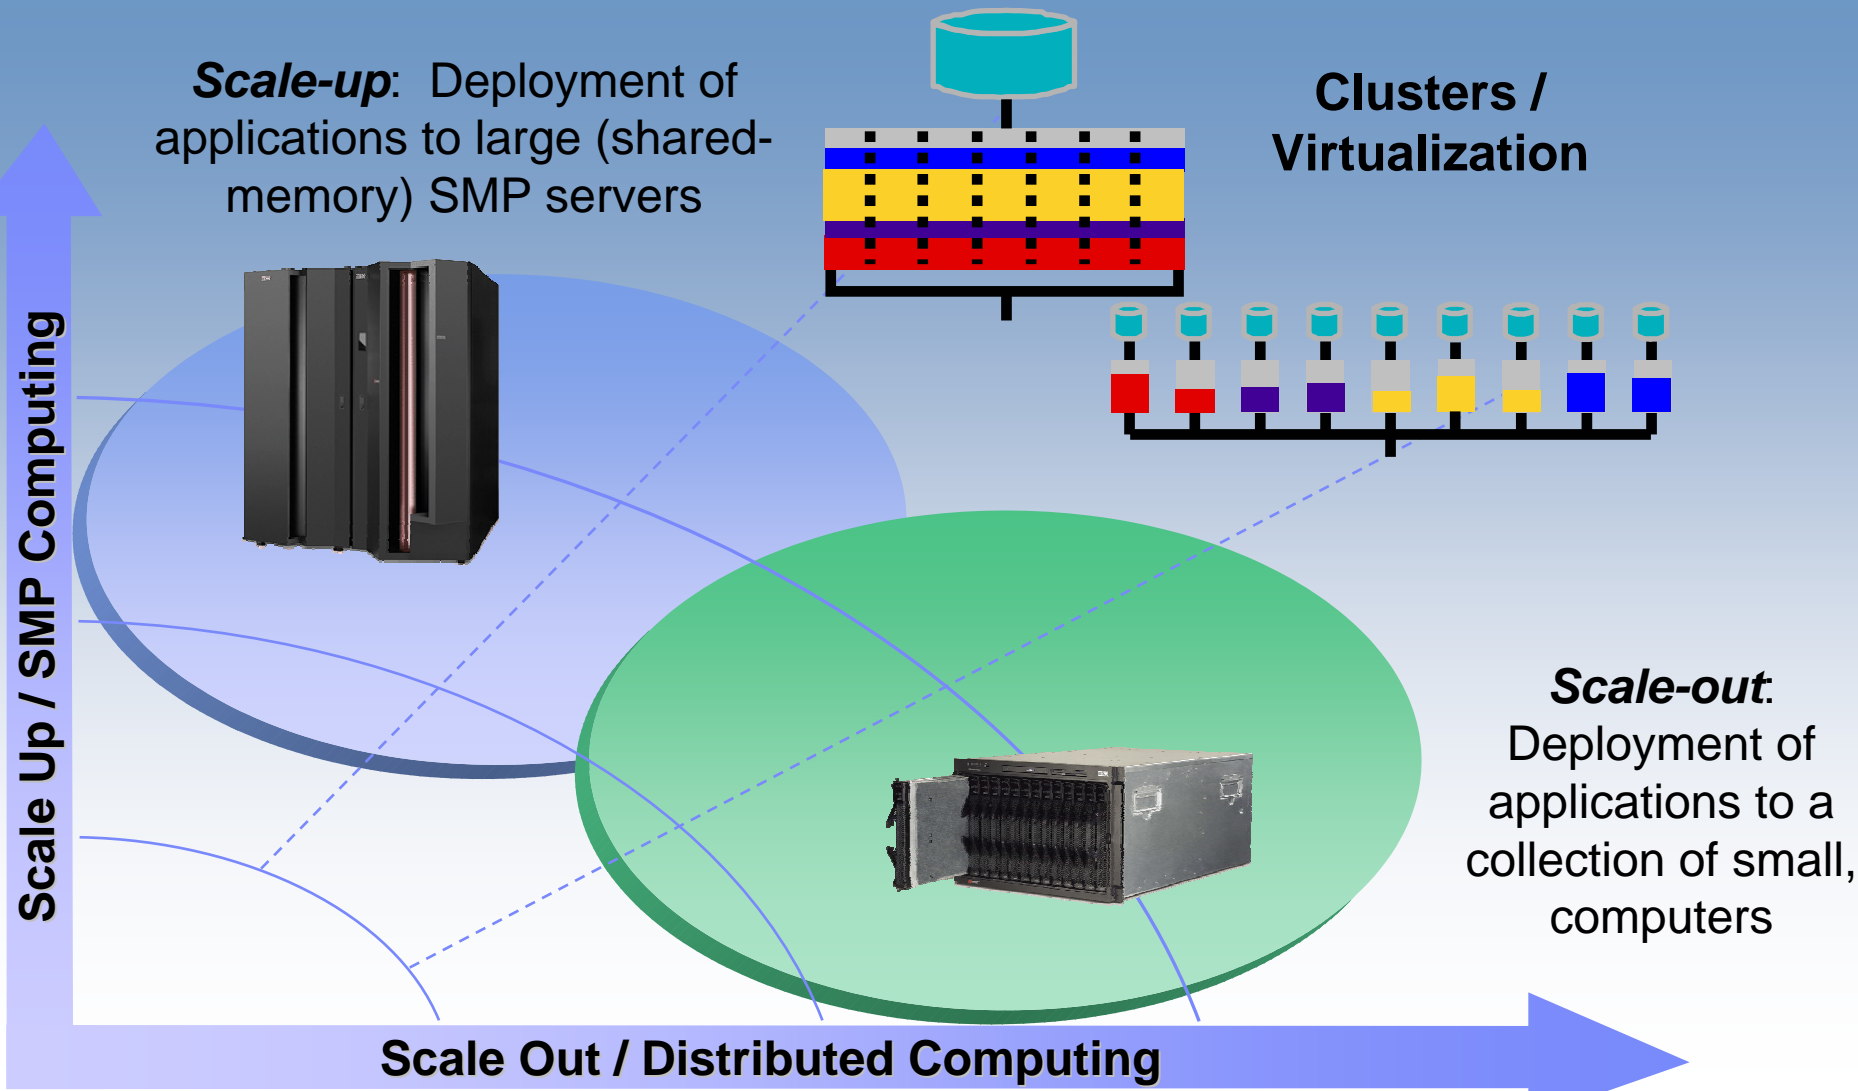 Scale-up: Deployment of
applications to large (shared-
memory) SMP servers
Clusters /
Virtualization
Scale Up / SMP Computing
Scale-out:
Deployment of
applications to a
collection of small,
computers
Scale Out / Distributed Computing